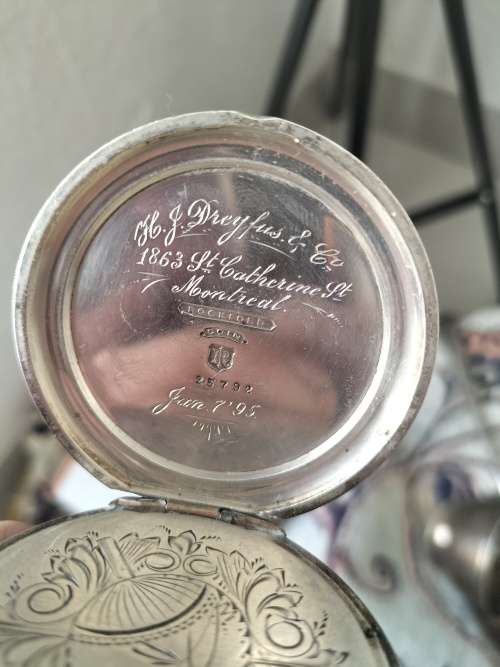 H. J. Dreyfus & Co
1863 St Catherine St
Montreal.
ROCKFORD
COIN
25792
Jan. 7' 95.